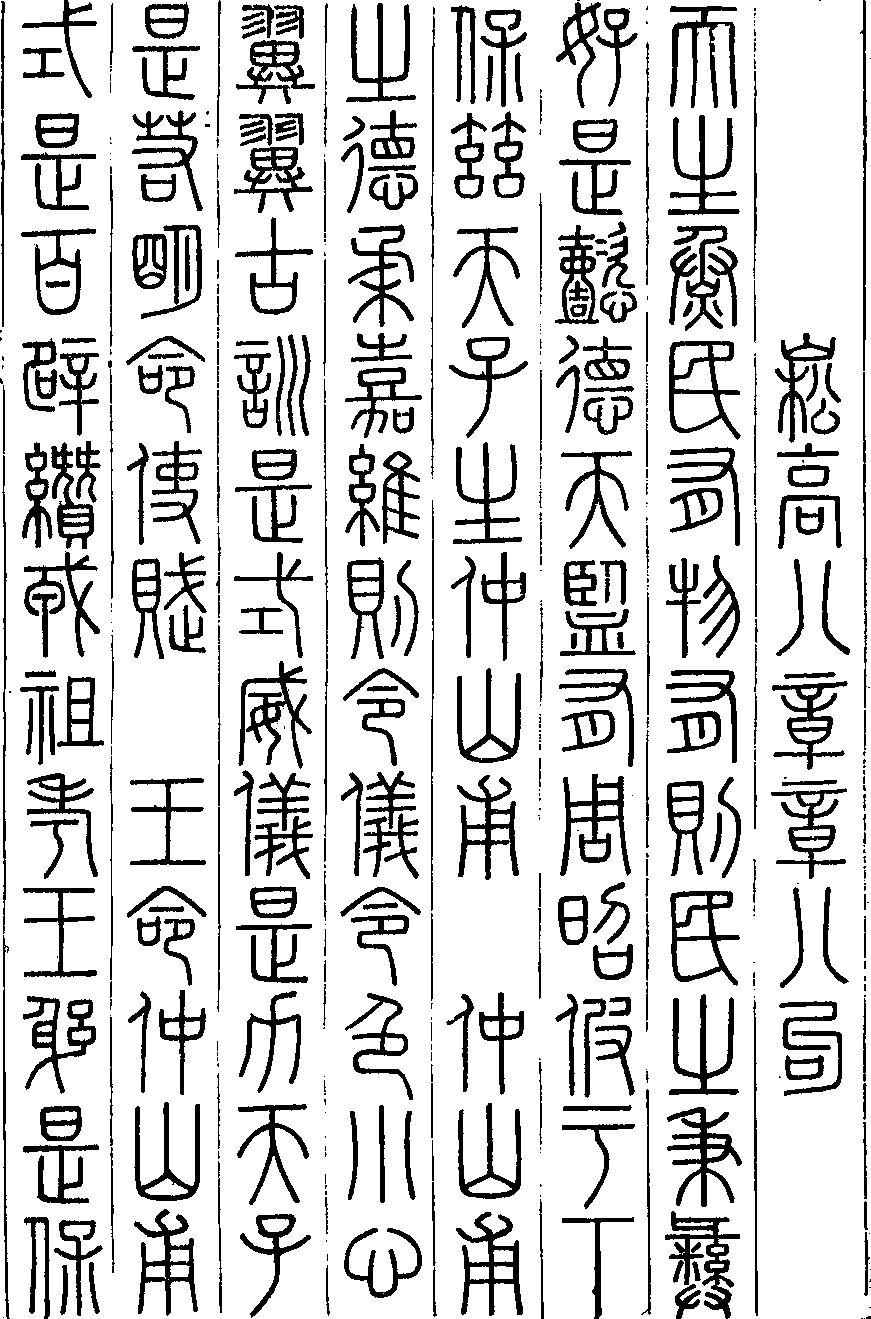 崧高八章章八句
天生烝民有物有則民之秉彝
好是懿德天監有周昭假于下
保茲天子生仲山甫　仲山甫
之德柔嘉維則令儀令色小心
翼翼古訓是式威儀是力天子
是若明命使賦　王命仲山甫
式是百辟纘戎祖考王躬是保